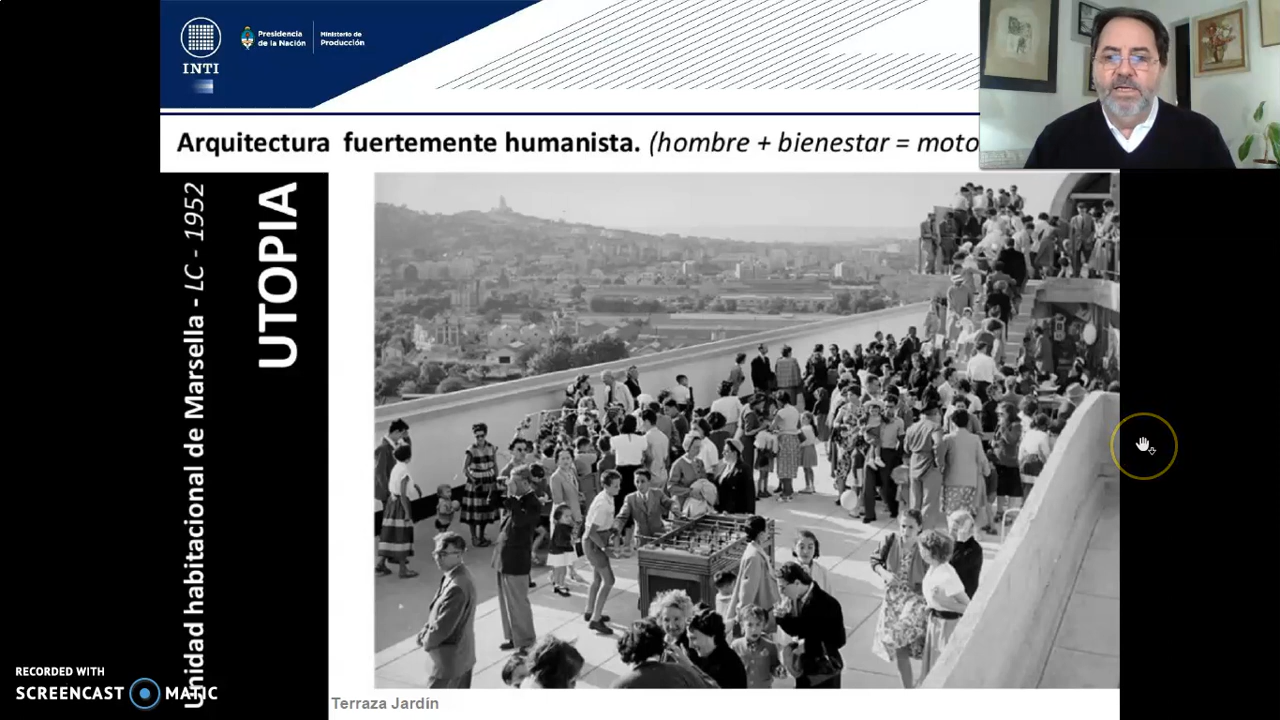 INTI
Presidencia
de la Nación
Ministerio de
Producción
Arquitectura fuertemente humanista. (hombre + bienestar = moto
Unidad habitacional de Marsella - LC - 1952
UTOPIA
Terraza Jardín
RECORDED WITH
SCREENCAST MATIC